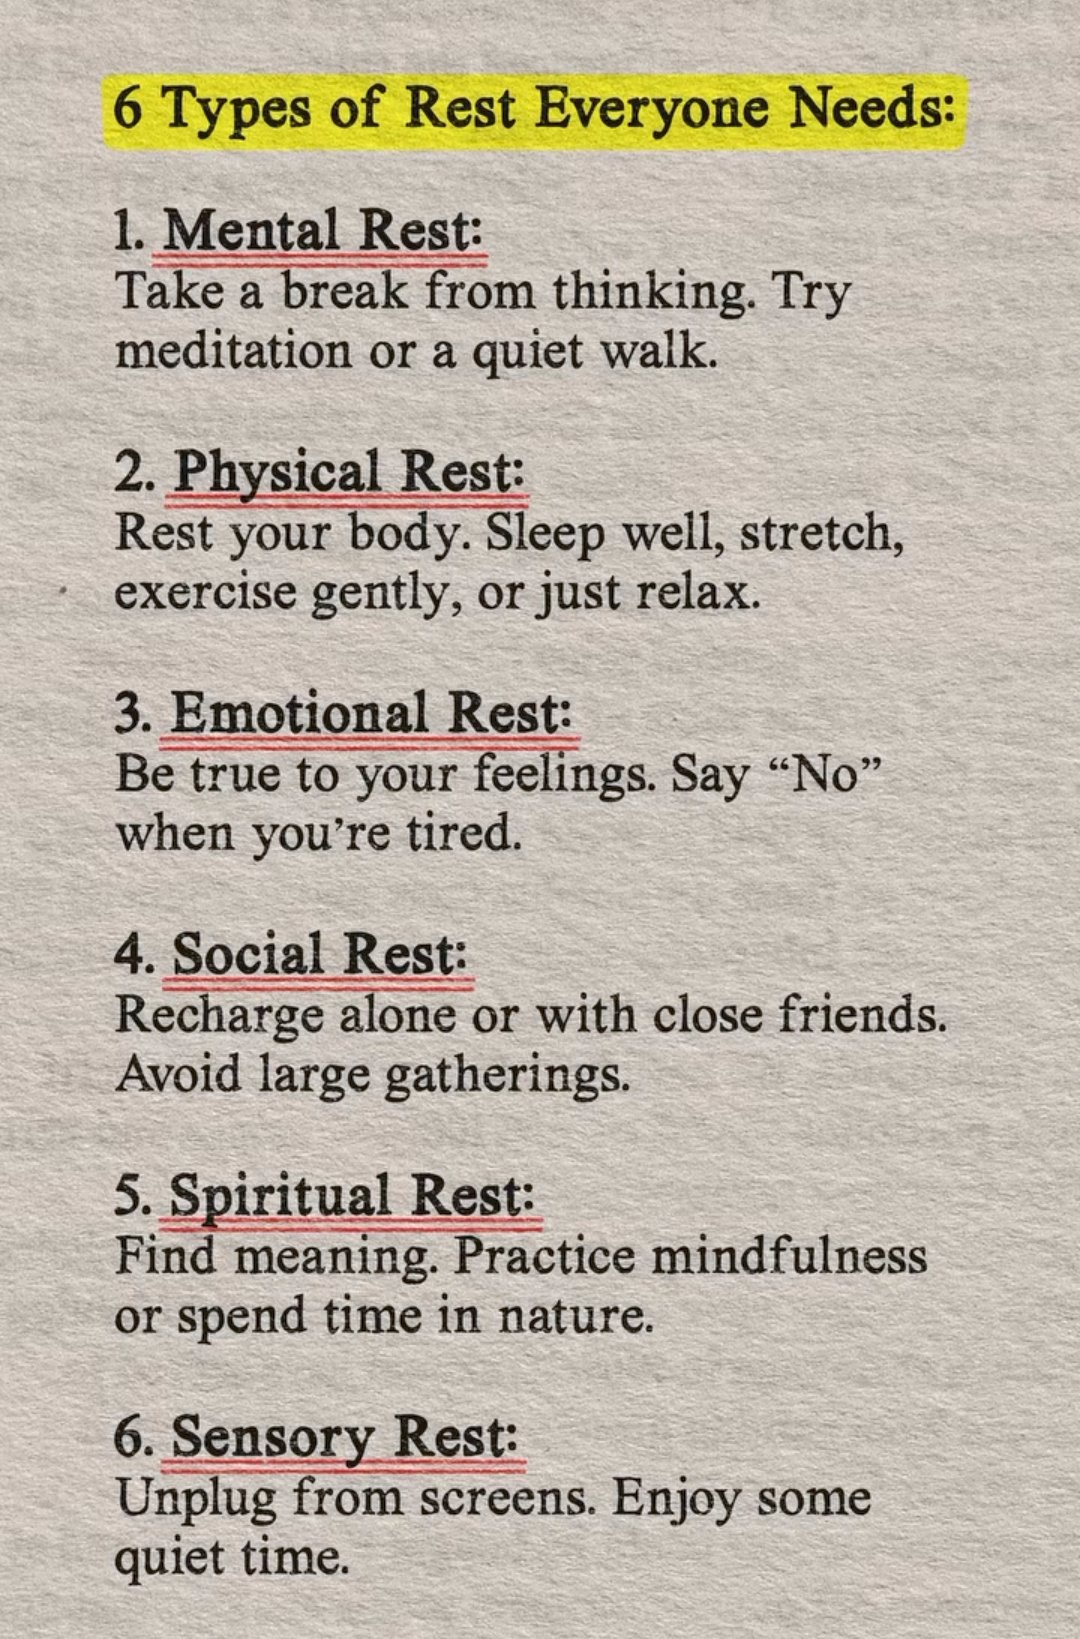 6 Types of Rest Everyone Needs:
1. Mental Rest:
Take a break from thinking. Try
meditation or a quiet walk.
2. Physical Rest:
Rest your body. Sleep well, stretch,
exercise gently, or just relax.
3. Emotional Rest:
Be true to your feelings. Say “No”
when you’re tired.
4. Social Rest:
Recharge alone or with close friends.
Avoid large gatherings.
5. Spiritual Rest:
Find meaning. Practice mindfulness
or spend time in nature.
6. Sensory Rest:
Unplug from screens. Enjoy some
quiet time.